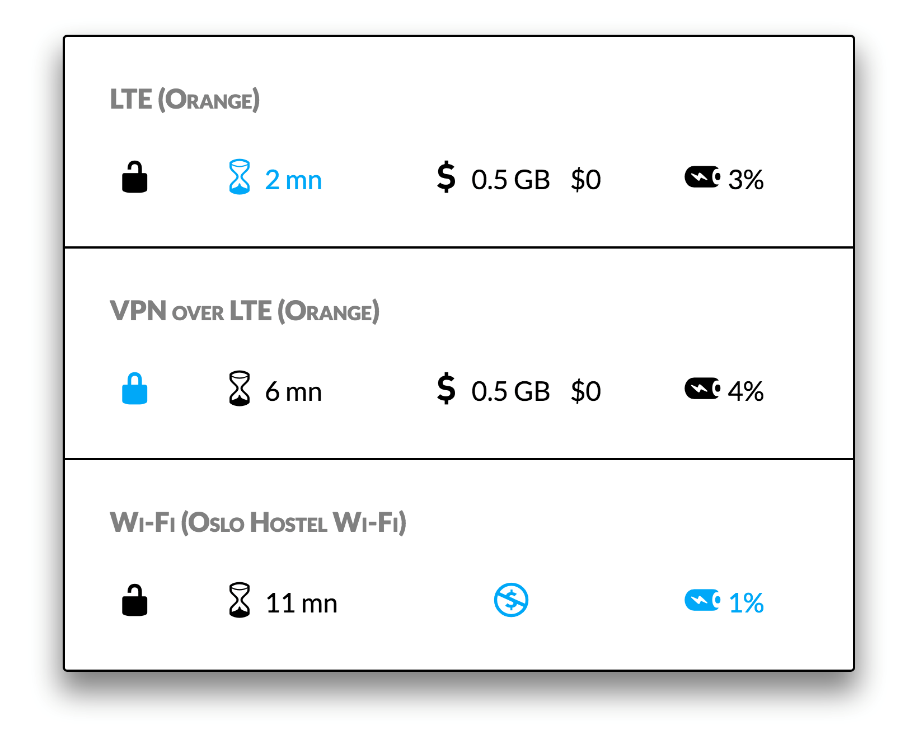 LTE (Orange)
2 mn $ 0.5 GB $0 3%
VPN over LTE (Orange)
6 mn $ 0.5 GB $0 4%
Wi-Fi (Oslo Hostel Wi-Fi)
11 mn $ 1%